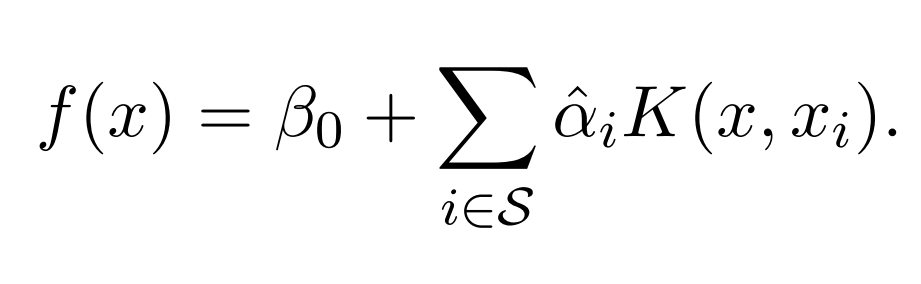 f(x) = β₀ + ∑_{i∈𝒮} α̂ᵢK(x, xᵢ).